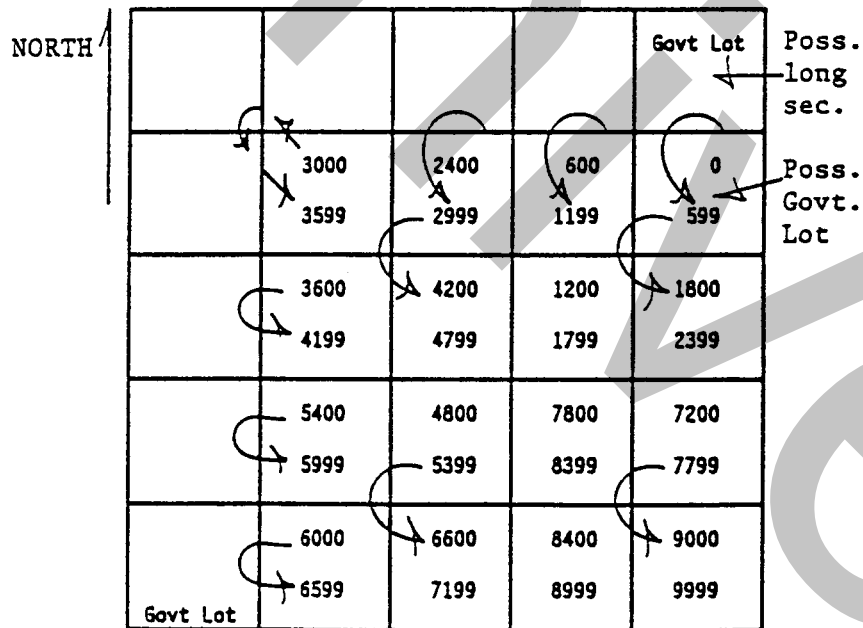 NORTH
Govt Lot
Poss.
long
sec.
3000 2400 600 0
3599 2999 1199 599
Poss.
Govt.
Lot
3600 4200 1200 1800
4199 4799 1799 2399
5400 4800 7800 7200
5999 5399 8399 7799
6000 6600 8400 9000
6599 7199 8999 9999
Govt Lot